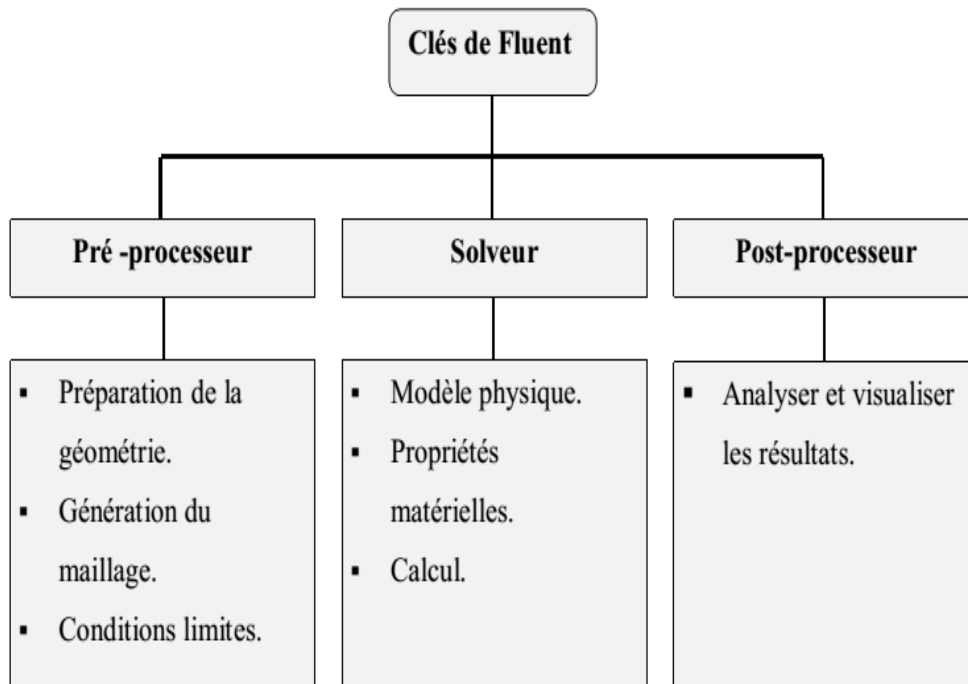 Clés de Fluent
Pré -processeur
Solveur
Post-processeur
▪ Préparation de la
géométrie.
▪ Génération du
maillage.
▪ Conditions limites.
▪ Modèle physique.
▪ Propriétés
matérielles.
▪ Calcul.
▪ Analyser et visualiser
les résultats.